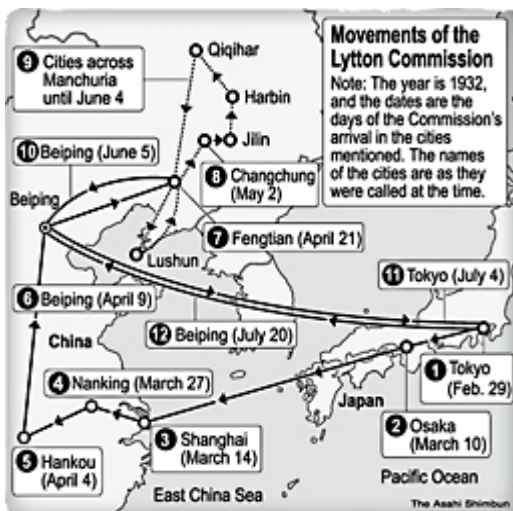 Movements of the
Lytton Commission
Note: The year is 1932,
and the dates are the
days of the Commission's
arrival in the cities
mentioned. The names
of the cities are as they
were called at the time.
9 Cities across
Manchuria
until June 4
Qiqihar
Harbin
Jilin
10 Beiping (June 5)
8 Changchung
(May 2)
Beiping
7 Fengtian (April 21)
Lushun
11 Tokyo (July 4)
6 Beiping (April 9)
12 Beiping (July 20)
China
1 Tokyo
(Feb. 29)
4 Nanking (March 27)
Japan
2 Osaka
(March 10)
3 Shanghai
(March 14)
5 Hankou
(April 4)
Pacific Ocean
East China Sea
The Asahi Shimbun